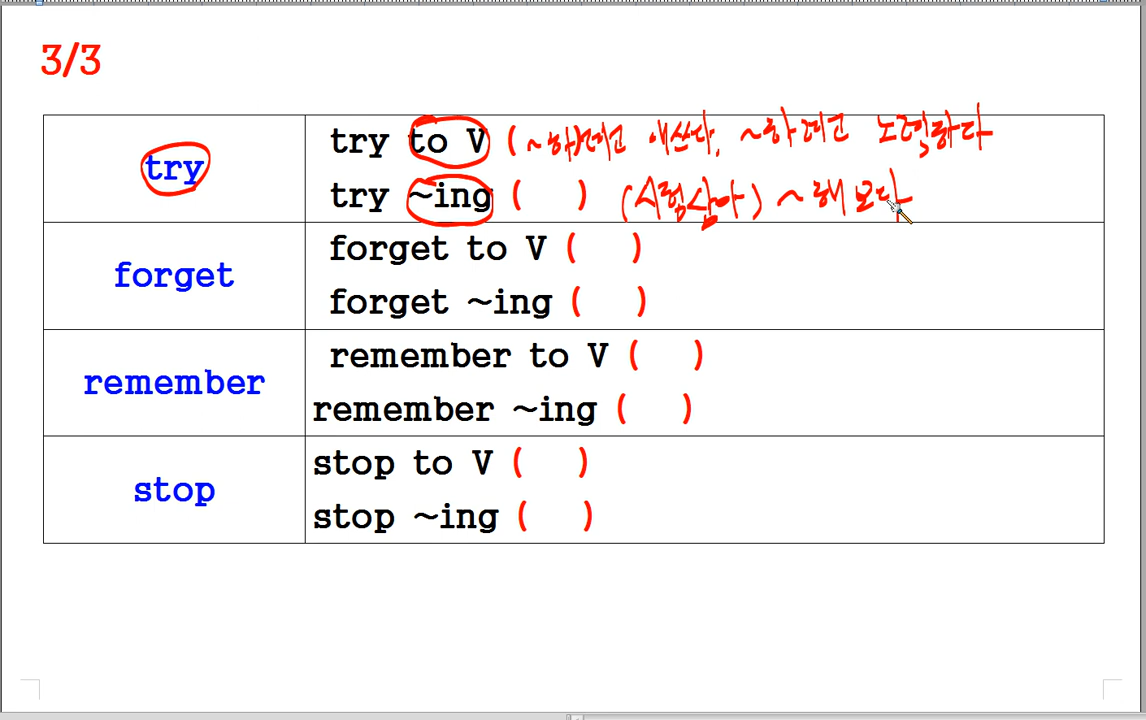 3/3
try
try to V (~하려고 애쓰다. ~하려고 노력하다
try ~ing ( ) (시험삼아) ~해 보다
forget
forget to V ( )
forget ~ing ( )
remember
remember to V ( )
remember ~ing ( )
stop
stop to V ( )
stop ~ing ( )